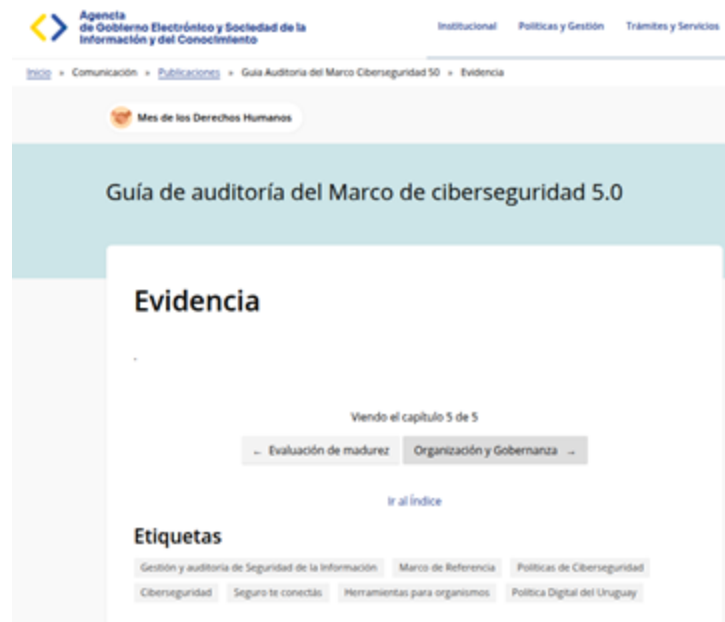 Agencia
de Gobierno Electrónico y Sociedad de la
Información y del Conocimiento
Institucional Políticas y Gestión Trámites y Servicios
Inicio » Comunicación » Publicaciones » Guía Auditoria del Marco Ciberseguridad 50 » Evidencia
Mes de los Derechos Humanos
Guía de auditoría del Marco de ciberseguridad 5.0
Evidencia
.
Viendo el capítulo 5 de 5
← Evaluación de madurez Organización y Gobernanza →
Ir al Índice
Etiquetas
Gestión y auditoría de Seguridad de la Información Marco de Referencia Políticas de Ciberseguridad
Ciberseguridad Seguro te conectás Herramientas para organismos Política Digital del Uruguay